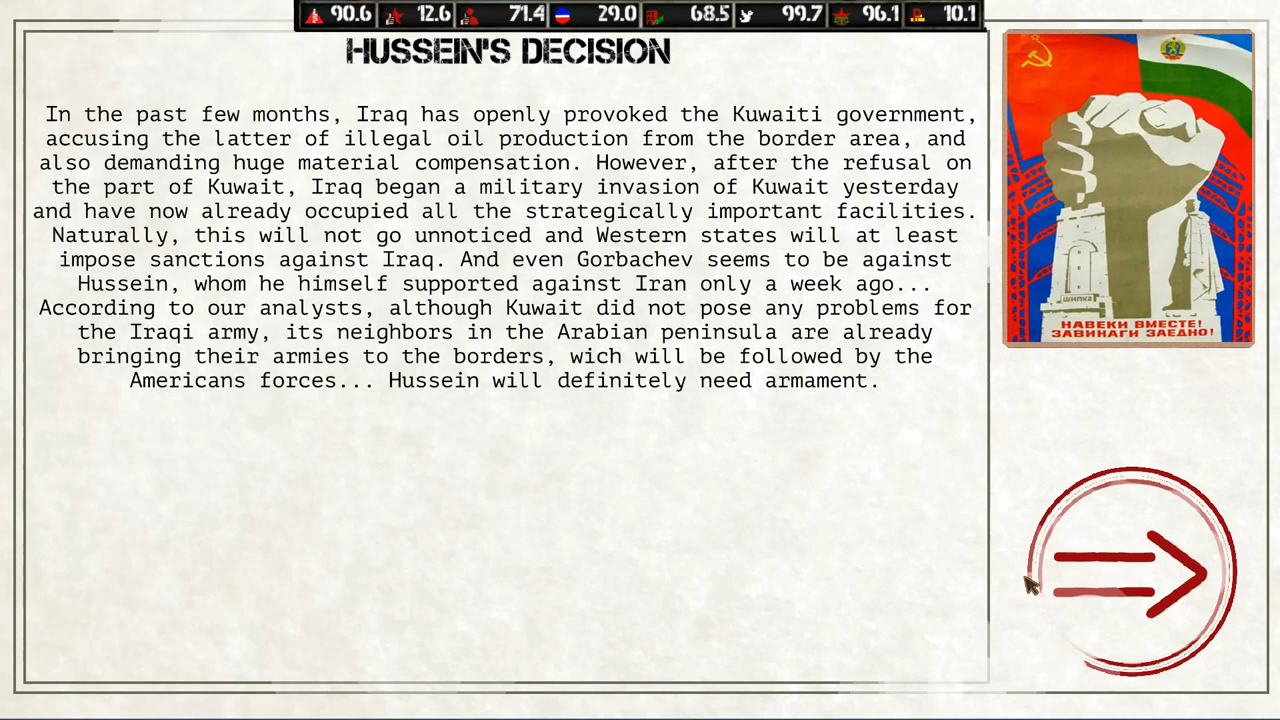 90.6 12.6 71.4 29.0 68.5 99.7 96.1 10.1
HUSSEIN'S DECISION
In the past few months, Iraq has openly provoked the Kuwaiti government,
accusing the latter of illegal oil production from the border area, and
also demanding huge material compensation. However, after the refusal on
the part of Kuwait, Iraq began a military invasion of Kuwait yesterday
and have now already occupied all the strategically important facilities.
Naturally, this will not go unnoticed and Western states will at least
impose sanctions against Iraq. And even Gorbachev seems to be against
Hussein, whom he himself supported against Iran only a week ago...
According to our analysts, although Kuwait did not pose any problems for
the Iraqi army, its neighbors in the Arabian peninsula are already
bringing their armies to the borders, wich will be followed by the
Americans forces... Hussein will definitely need armament.
ШИПКА
НАВЕКИ ВМЕСТЕ!
ЗАВИНАГИ ЗАЕДНО!